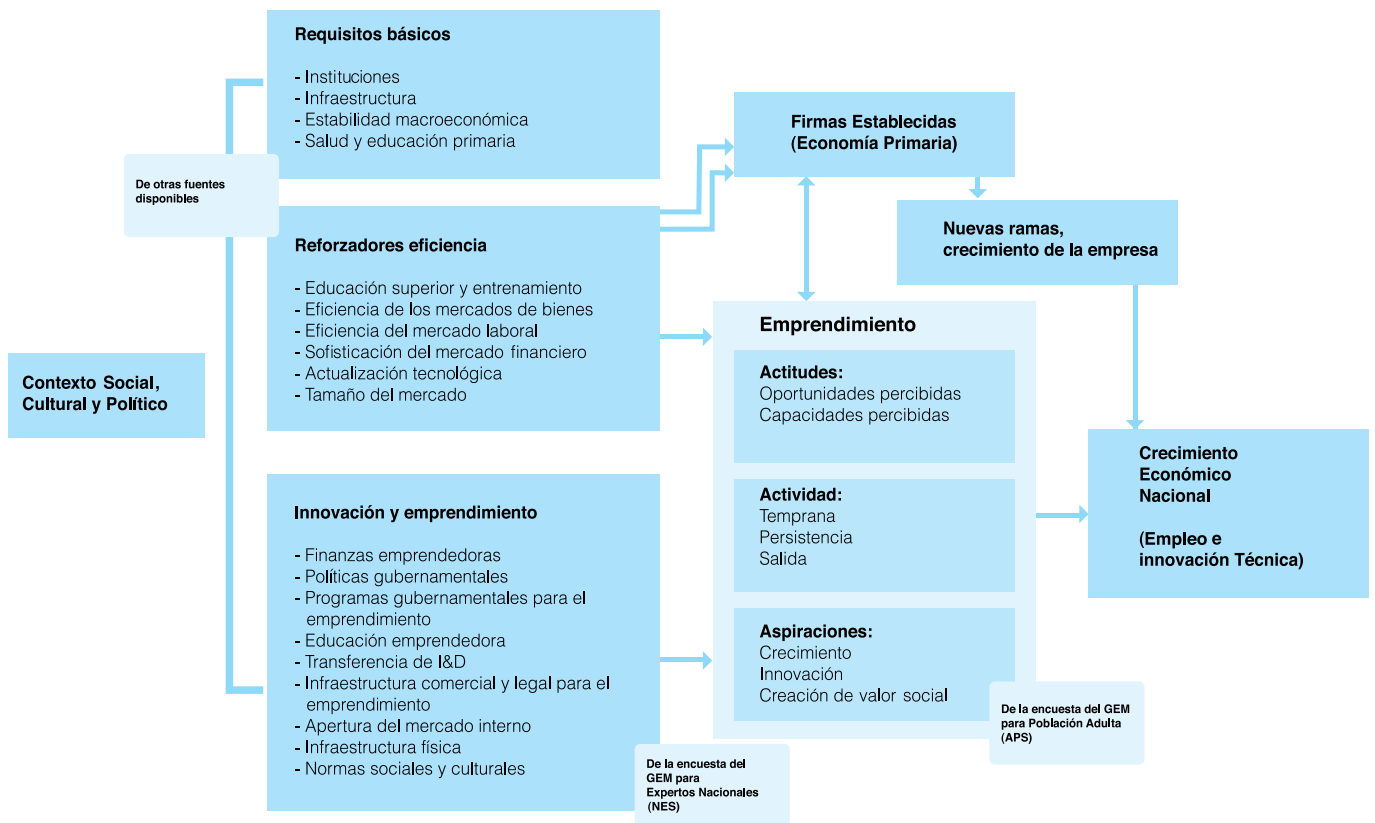 Requisitos básicos
- Instituciones
- Infraestructura
- Estabilidad macroeconómica
- Salud y educación primaria
De otras fuentes
disponibles
Reforzadores eficiencia
- Educación superior y entrenamiento
- Eficiencia de los mercados de bienes
- Eficiencia del mercado laboral
- Sofisticación del mercado financiero
- Actualización tecnológica
- Tamaño del mercado
Contexto Social,
Cultural y Político
Innovación y emprendimiento
- Finanzas emprendedoras
- Políticas gubernamentales
- Programas gubernamentales para el
emprendimiento
- Educación emprendedora
- Transferencia de I&D
- Infraestructura comercial y legal para el
emprendimiento
- Apertura del mercado interno
- Infraestructura física
- Normas sociales y culturales
De la encuesta del
GEM para
Expertos Nacionales
(NES)
Firmas Establecidas
(Economía Primaria)
Nuevas ramas,
crecimiento de la empresa
Emprendimiento
Actitudes:
Oportunidades percibidas
Capacidades percibidas
Actividad:
Temprana
Persistencia
Salida
Aspiraciones:
Crecimiento
Innovación
Creación de valor social
De la encuesta del GEM
para Población Adulta
(APS)
Crecimiento
Económico
Nacional
(Empleo e
innovación Técnica)